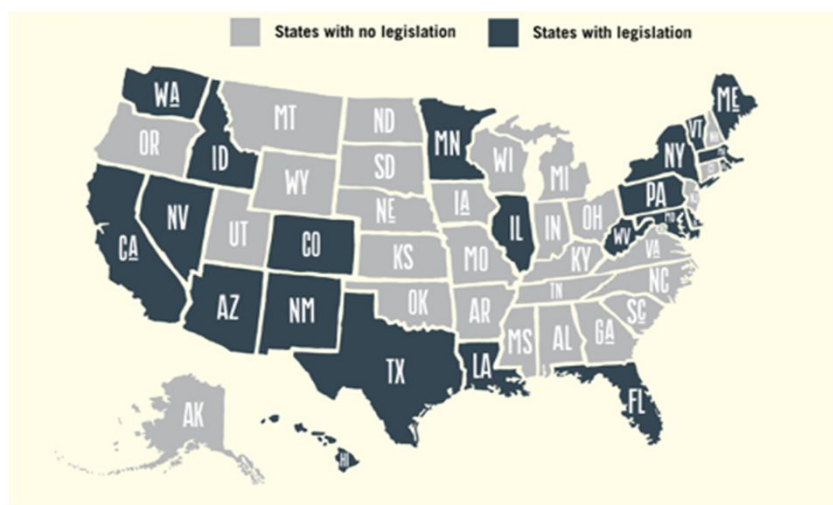 States with no legislation
States with legislation
WA
MT
ND
MN
ME
OR
ID
SD
WI
VT
NY
WY
MI
NV
NE
IA
PA
CA
UT
CO
IL
IN
OH
NJ
MD
KS
MO
WV
VA
KY
AZ
NM
OK
AR
TN
NC
SC
MS
AL
GA
TX
LA
FL
AK
HI